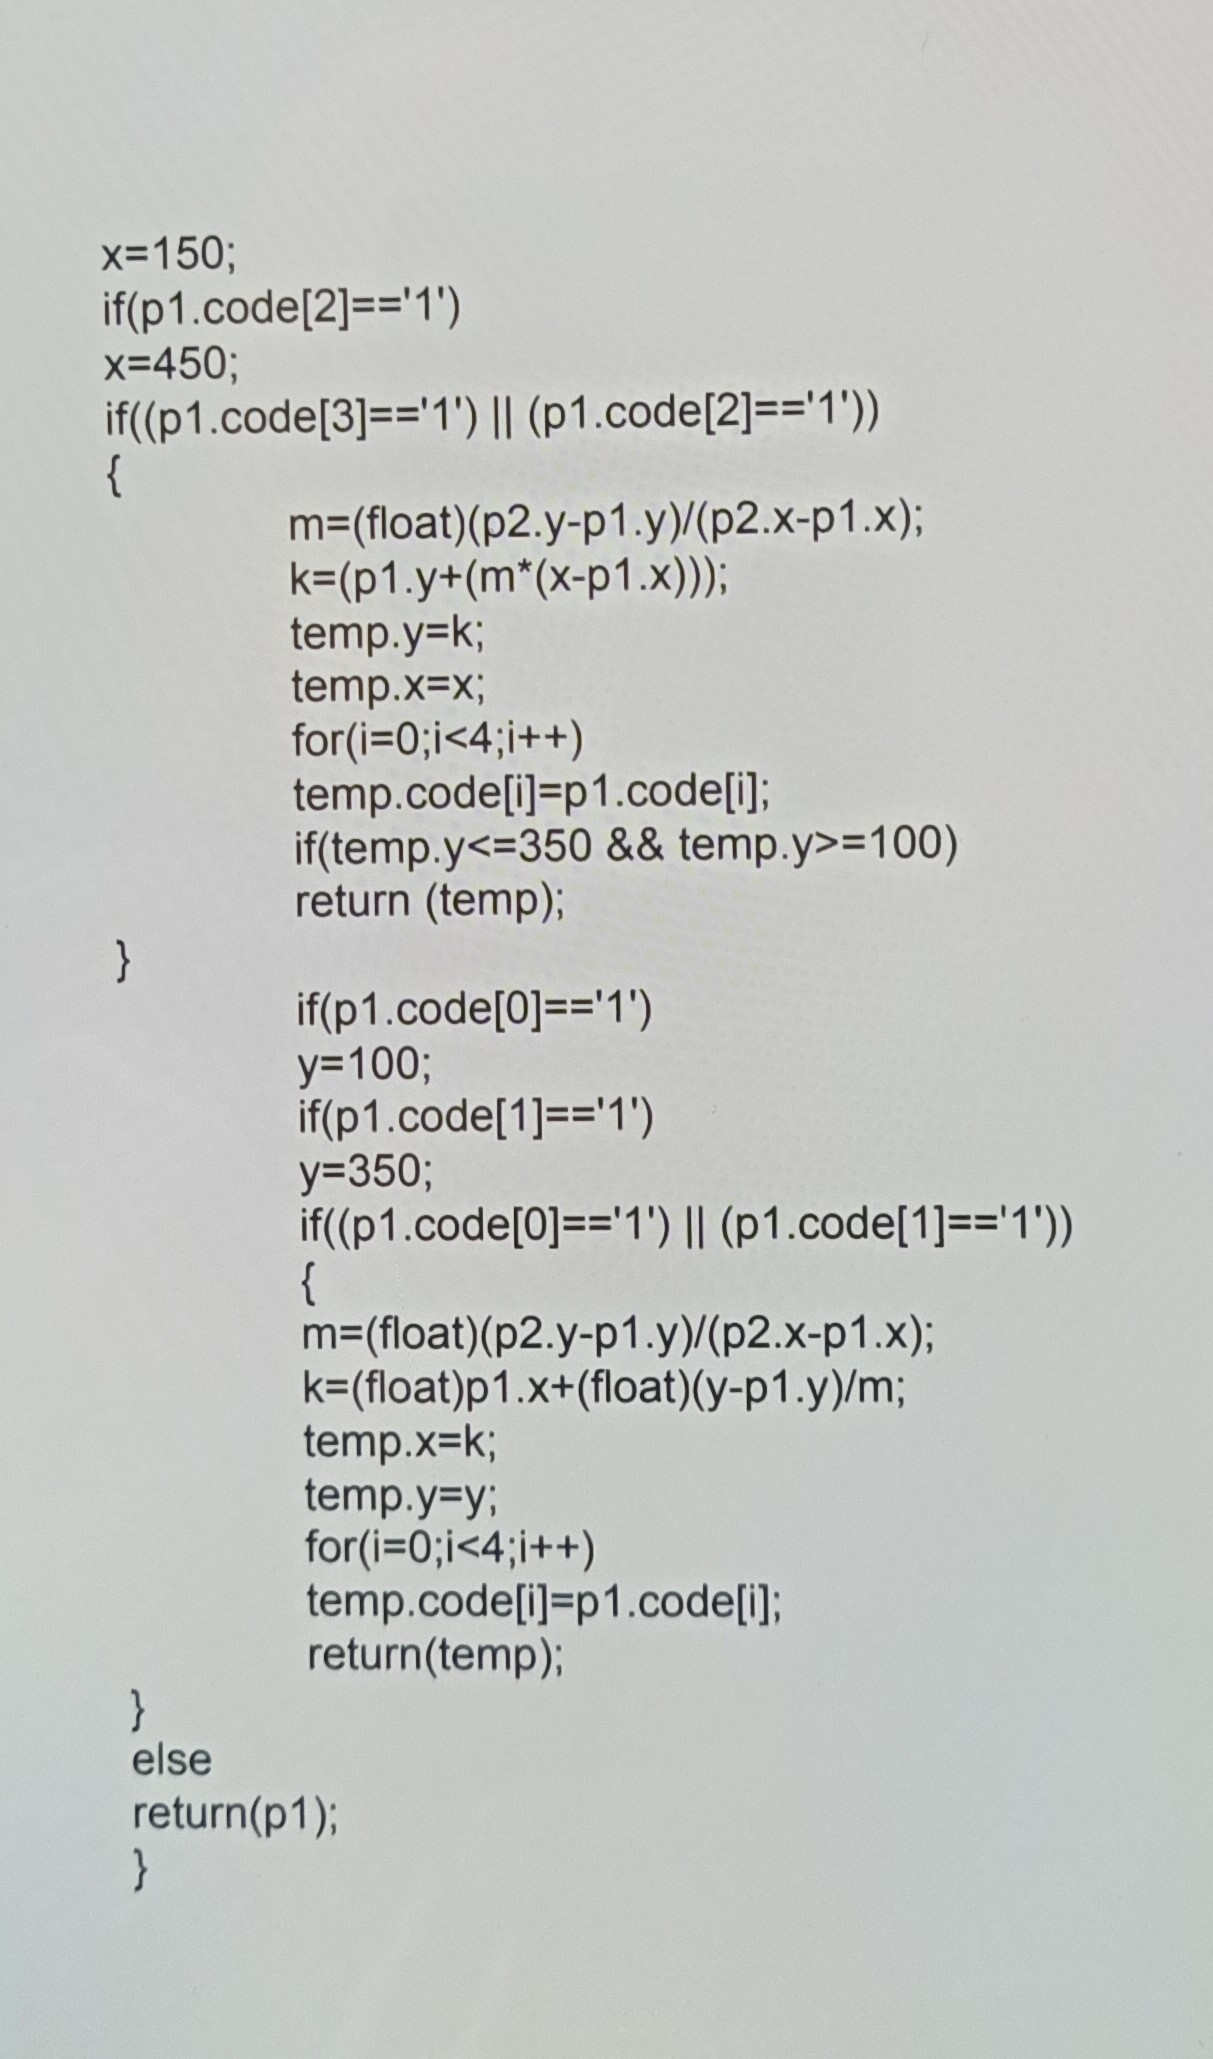 x=150;
if(p1.code[2]=='1')
x=450;
if((p1.code[3]=='1') || (p1.code[2]=='1'))
{
m=(float)(p2.y-p1.y)/(p2.x-p1.x);
k=(p1.y+(m*(x-p1.x)));
temp.y=k;
temp.x=x;
for(i=0;i<4;i++)
temp.code[i]=p1.code[i];
if(temp.y<=350 && temp.y>=100)
return (temp);
}
if(p1.code[0]=='1')
y=100;
if(p1.code[1]=='1')
y=350;
if((p1.code[0]=='1') || (p1.code[1]=='1'))
{
m=(float)(p2.y-p1.y)/(p2.x-p1.x);
k=(float)p1.x+(float)(y-p1.y)/m;
temp.x=k;
temp.y=y;
for(i=0;i<4;i++)
temp.code[i]=p1.code[i];
return(temp);
}
else
return(p1);
}